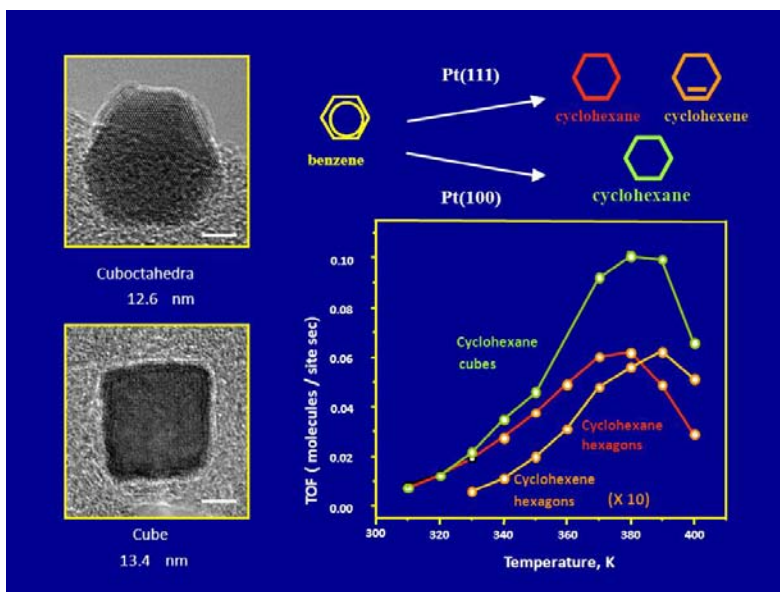 Cuboctahedra
12.6 nm
Cube
13.4 nm
Pt(111)
benzene
cyclohexane
cyclohexene
Pt(100)
cyclohexane
TOF ( molecules / site sec)
0.10
0.08
0.06
0.04
0.02
0.00
Cyclohexane
cubes
Cyclohexane
hexagons
Cyclohexene
hexagons (X 10)
300 320 340 360 380 400
Temperature, K